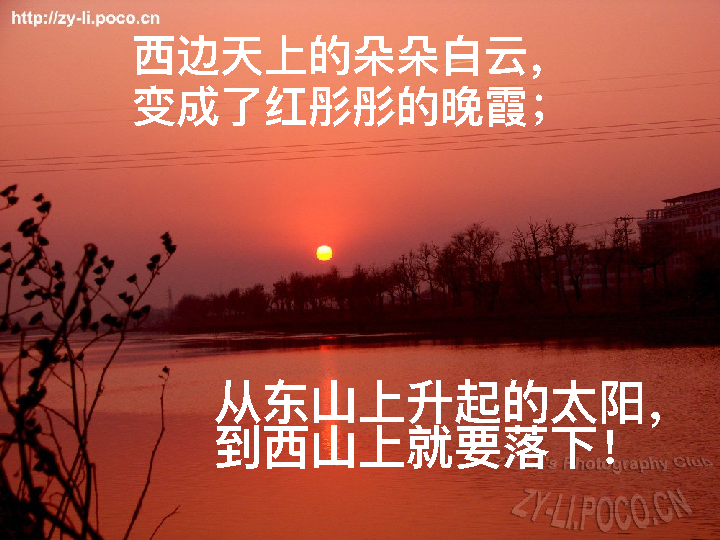 http://zy-li.poco.cn
西边天上的朵朵白云，
变成了红彤彤的晚霞；
从东山上升起的太阳，
到西山上就要落下！
's Photography Club
ZY-LI.POCO.CN